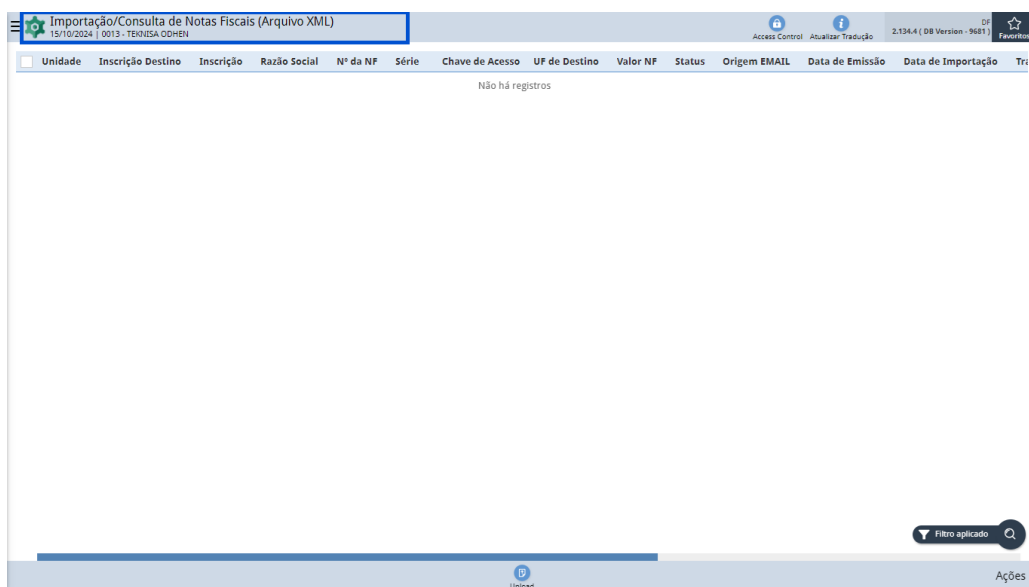 Importação/Consulta de Notas Fiscais (Arquivo XML)
15/10/2024 | 0013 - TEKNISA ODHEN
Access Control
Atualizar Tradução
DF
2.134.4 ( DB Version - 9681 )
Favoritos
Unidade Inscrição Destino Inscrição Razão Social Nº da NF Série Chave de Acesso UF de Destino Valor NF Status Origem EMAIL Data de Emissão Data de Importação Tra
Não há registros
Filtro aplicado
Upload
Ações